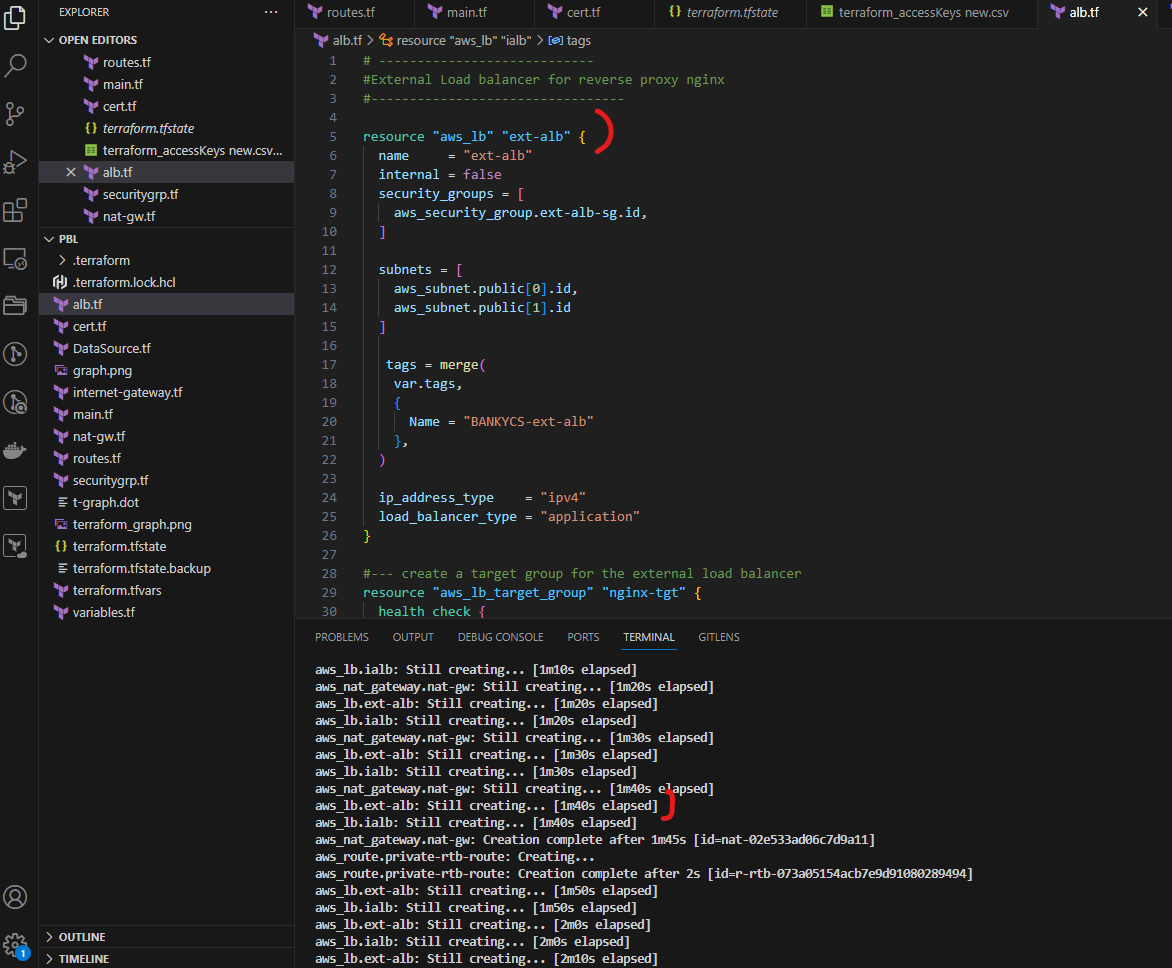 EXPLORER
···
routes.tf
main.tf
cert.tf
{} terraform.tfstate
terraform_accessKeys new.csv
alb.tf
OPEN EDITORS
routes.tf
main.tf
cert.tf
{} terraform.tfstate
terraform_accessKeys new.csv...
alb.tf
securitygrp.tf
nat-gw.tf
PBL
.terraform
.terraform.lock.hcl
alb.tf
cert.tf
DataSource.tf
graph.png
internet-gateway.tf
main.tf
nat-gw.tf
routes.tf
securitygrp.tf
t-graph.dot
terraform_graph.png
{} terraform.tfstate
terraform.tfstate.backup
terraform.tfvars
variables.tf
OUTLINE
TIMELINE
1
alb.tf > resource "aws_lb" "ialb" > tags
1 # ----------------------------
2 #External Load balancer for reverse proxy nginx
3 #---------------------------------
4
5 resource "aws_lb" "ext-alb" {
6 name     = "ext-alb"
7 internal = false
8 security_groups = [
9 aws_security_group.ext-alb-sg.id,
10 ]
11
12 subnets = [
13 aws_subnet.public[0].id,
14 aws_subnet.public[1].id
15 ]
16
17 tags = merge(
18 var.tags,
19 {
20 Name = "BANKYCS-ext-alb"
21 },
22 )
23
24 ip_address_type    = "ipv4"
25 load_balancer_type = "application"
26 }
27
28 #--- create a target group for the external load balancer
29 resource "aws_lb_target_group" "nginx-tgt" {
30 health_check {
PROBLEMS
OUTPUT
DEBUG CONSOLE
PORTS
TERMINAL
GITLENS
aws_lb.ialb: Still creating... [1m10s elapsed]
aws_nat_gateway.nat-gw: Still creating... [1m20s elapsed]
aws_lb.ext-alb: Still creating... [1m20s elapsed]
aws_lb.ialb: Still creating... [1m20s elapsed]
aws_nat_gateway.nat-gw: Still creating... [1m30s elapsed]
aws_lb.ext-alb: Still creating... [1m30s elapsed]
aws_lb.ialb: Still creating... [1m30s elapsed]
aws_nat_gateway.nat-gw: Still creating... [1m40s elapsed]
aws_lb.ext-alb: Still creating... [1m40s elapsed]
aws_lb.ialb: Still creating... [1m40s elapsed]
aws_nat_gateway.nat-gw: Creation complete after 1m45s [id=nat-02e533ad06c7d9a11]
aws_route.private-rtb-route: Creating...
aws_route.private-rtb-route: Creation complete after 2s [id=r-rtb-073a05154acb7e9d91080289494]
aws_lb.ext-alb: Still creating... [1m50s elapsed]
aws_lb.ialb: Still creating... [1m50s elapsed]
aws_lb.ext-alb: Still creating... [2m0s elapsed]
aws_lb.ialb: Still creating... [2m0s elapsed]
aws_lb.ext-alb: Still creating... [2m10s elapsed]